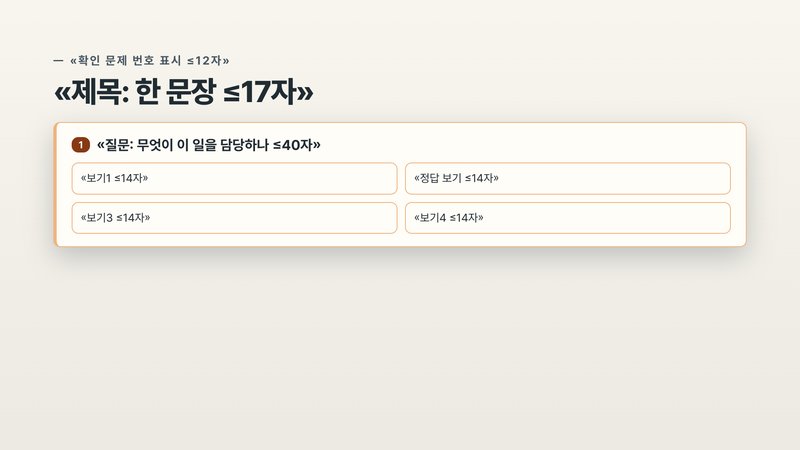 — «확인 문제 번호 표시 ≤12자»
«제목: 한 문장 ≤17자»
1 «질문: 무엇이 이 일을 담당하나 ≤40자»
«보기1 ≤14자»
«정답 보기 ≤14자»
«보기3 ≤14자»
«보기4 ≤14자»